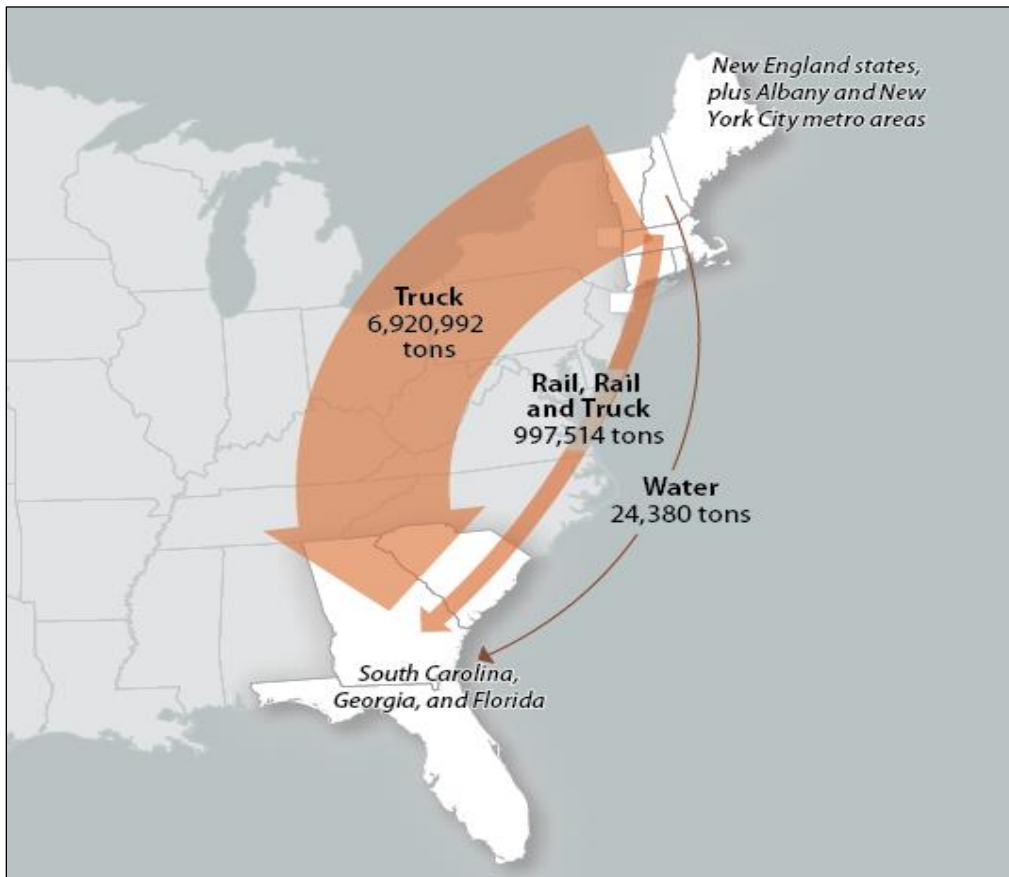 New England states,
plus Albany and New
York City metro areas
Truck
6,920,992
tons
Rail, Rail
and Truck
997,514 tons
Water
24,380 tons
South Carolina,
Georgia, and Florida